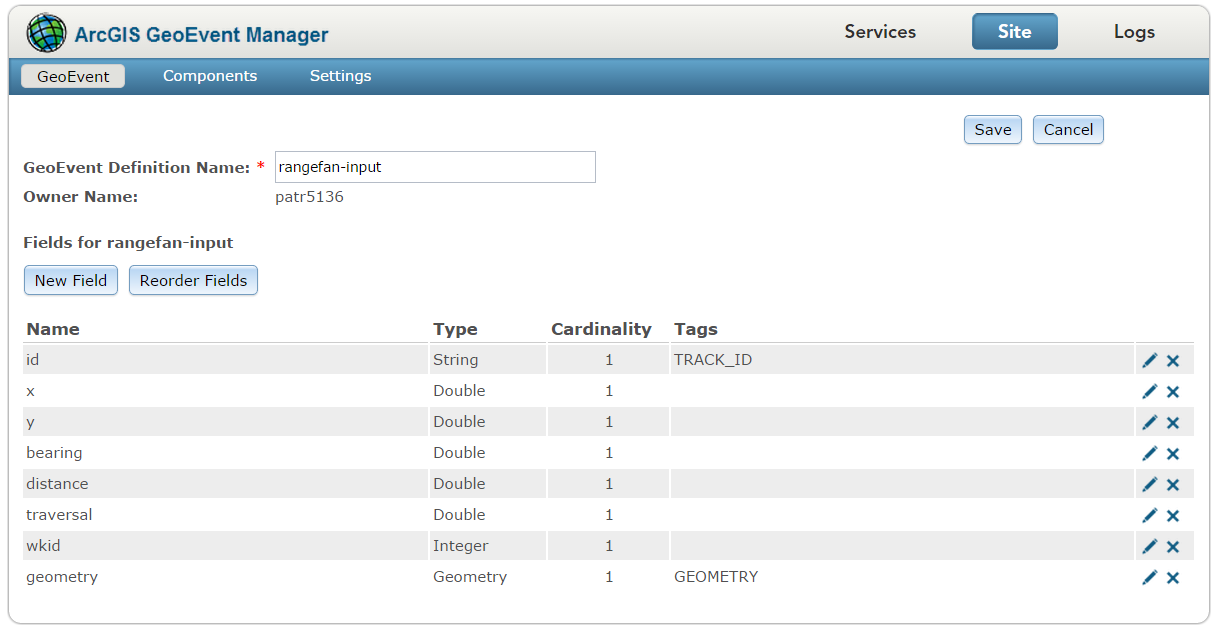 ArcGIS GeoEvent Manager Services Site Logs
GeoEvent Components Settings
Save Cancel
GeoEvent Definition Name: * rangefan-input
Owner Name: patr5136
Fields for rangefan-input
New Field Reorder Fields
Name Type Cardinality Tags
id String 1 TRACK_ID
x Double 1
y Double 1
bearing Double 1
distance Double 1
traversal Double 1
wkid Integer 1
geometry Geometry 1 GEOMETRY